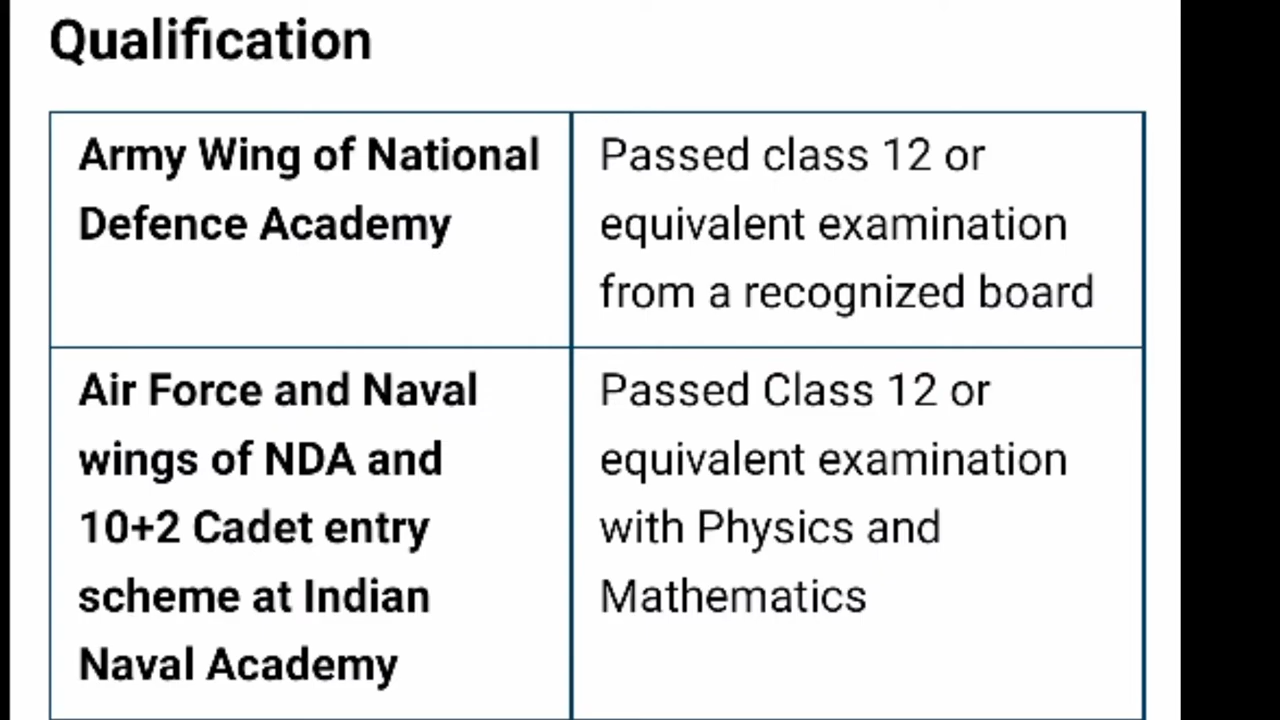 Qualification
Army Wing of National
Defence Academy
Passed class 12 or
equivalent examination
from a recognized board
Air Force and Naval
wings of NDA and
10+2 Cadet entry
scheme at Indian
Naval Academy
Passed Class 12 or
equivalent examination
with Physics and
Mathematics